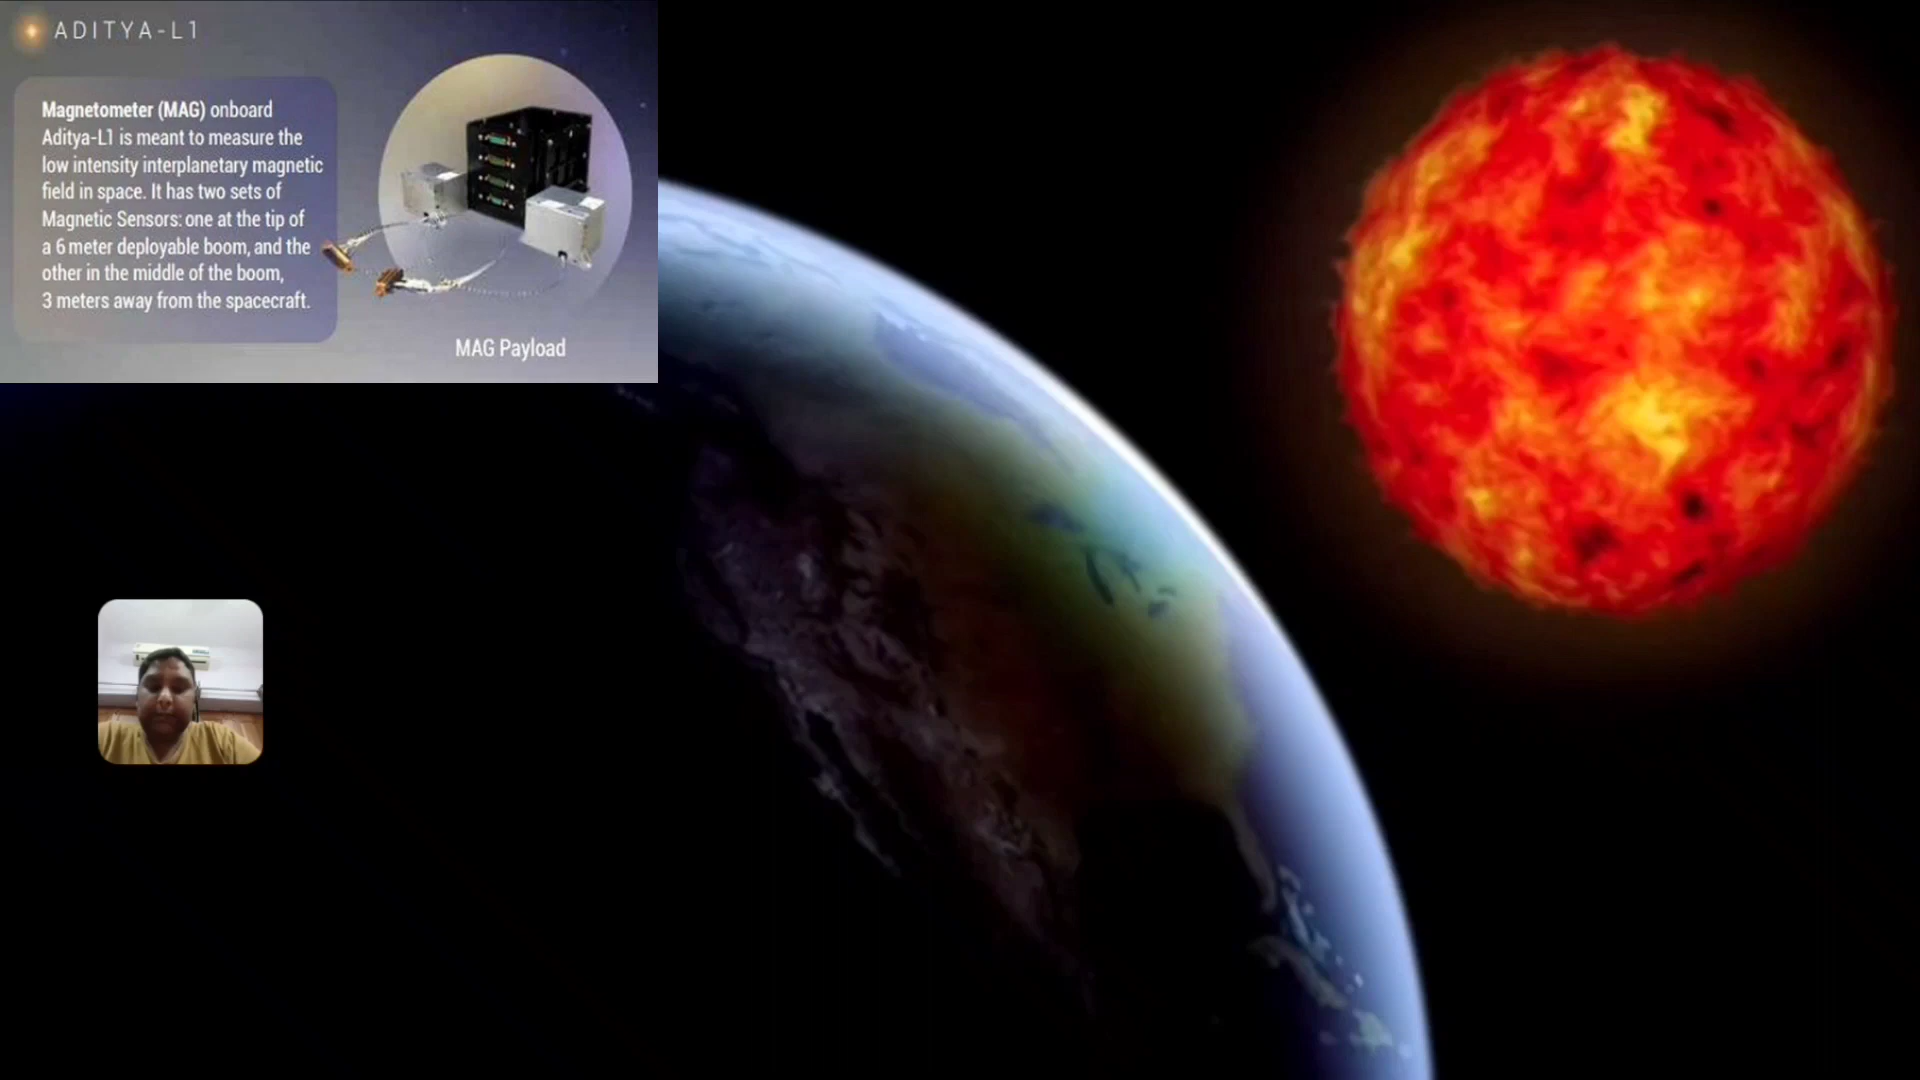 ADITYA-L1
Magnetometer (MAG) onboard
Aditya-L1 is meant to measure the
low intensity interplanetary magnetic
field in space. It has two sets of
Magnetic Sensors: one at the tip of
a 6 meter deployable boom, and the
other in the middle of the boom,
3 meters away from the spacecraft.
MAG Payload